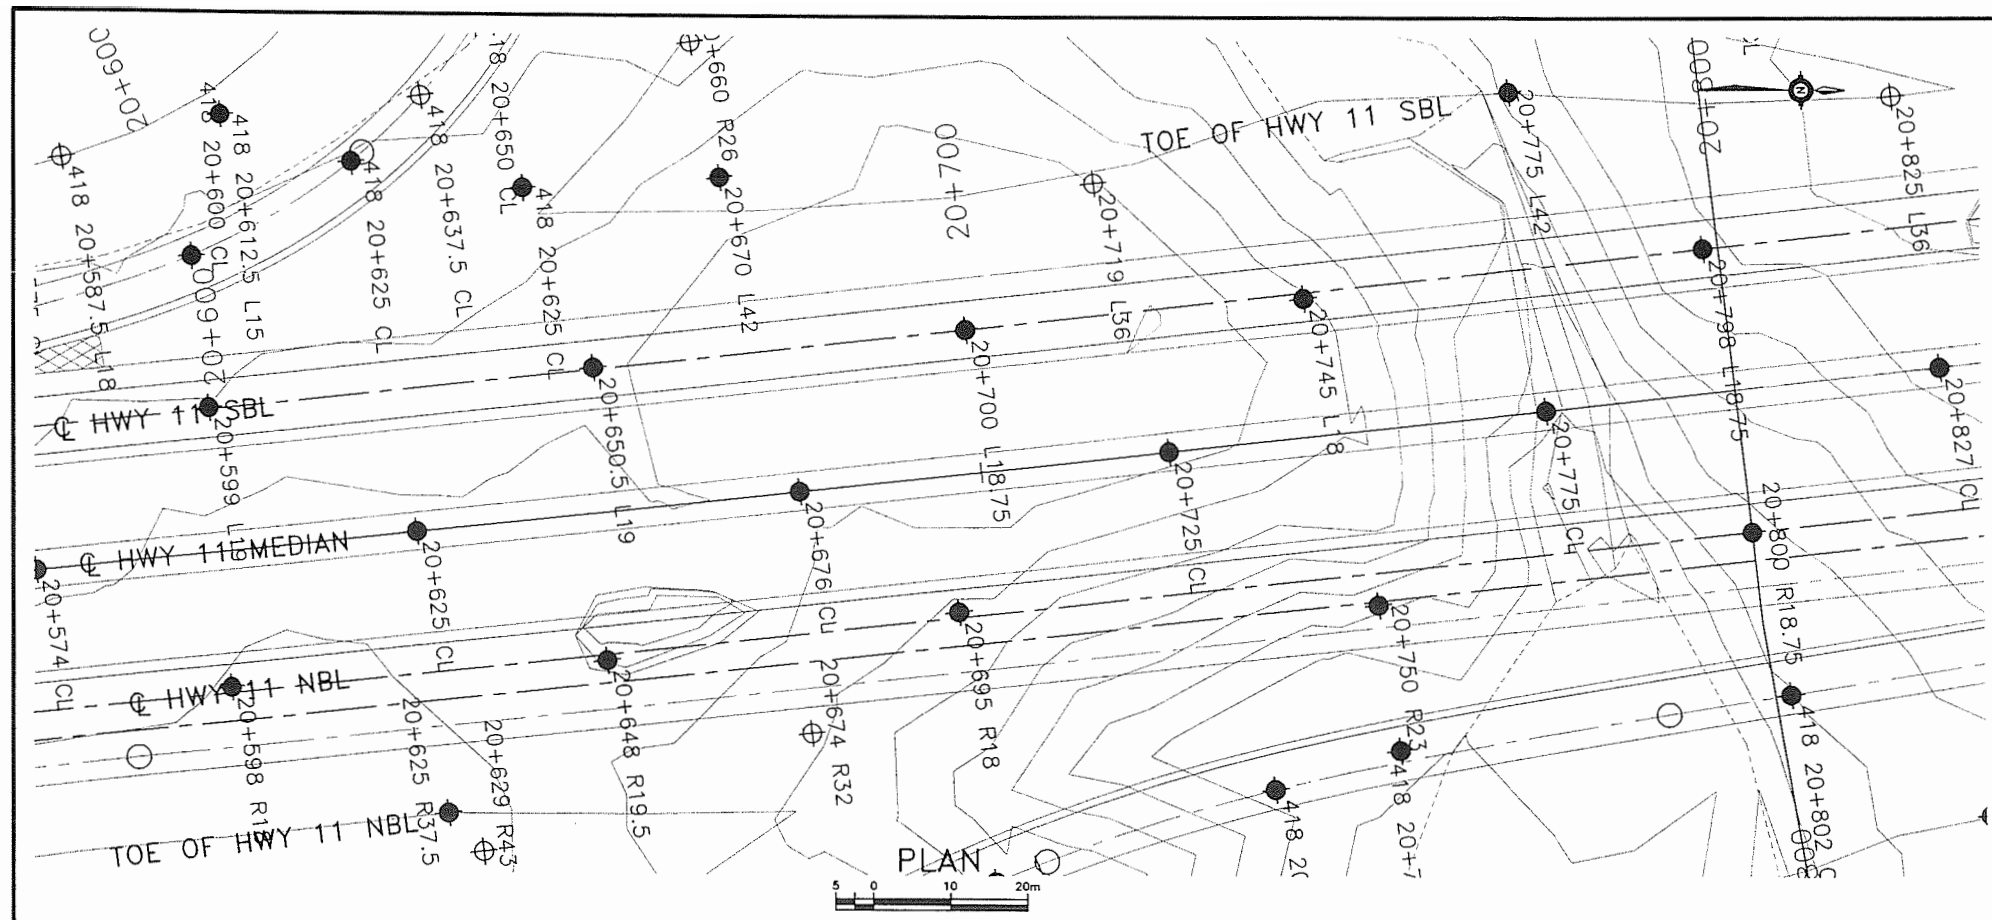 20+600
418 20+587.5 L18
418 20+600 CL
418 20+612.5 L15
418 20+625 CL
418 20+637.5 CL
20+650 CL
418 20+625 CL
+660 R26
20+670 L42
20+700
20+719 L36
TOE OF HWY 11 SBL
20+775 L42
20+800
N
20+825 L36
20+600
℄ HWY 11 SBL
20+599 L19
20+650.5 L19
20+700 L18.75
20+745 L18
20+798 L18.75
20+827 CL
℄ HWY 11 MEDIAN
20+574 CL
20+625 CL
20+676 CL
20+725 CL
20+775 CL
20+800 R18.75
℄ HWY 11 NBL
20+598 R18
20+648 R19.5
20+695 R18
20+750 R23
20+625 R37.5
20+629 R43
20+674 R32
418 20+802
TOE OF HWY 11 NBL
PLAN
5 0 10 20m